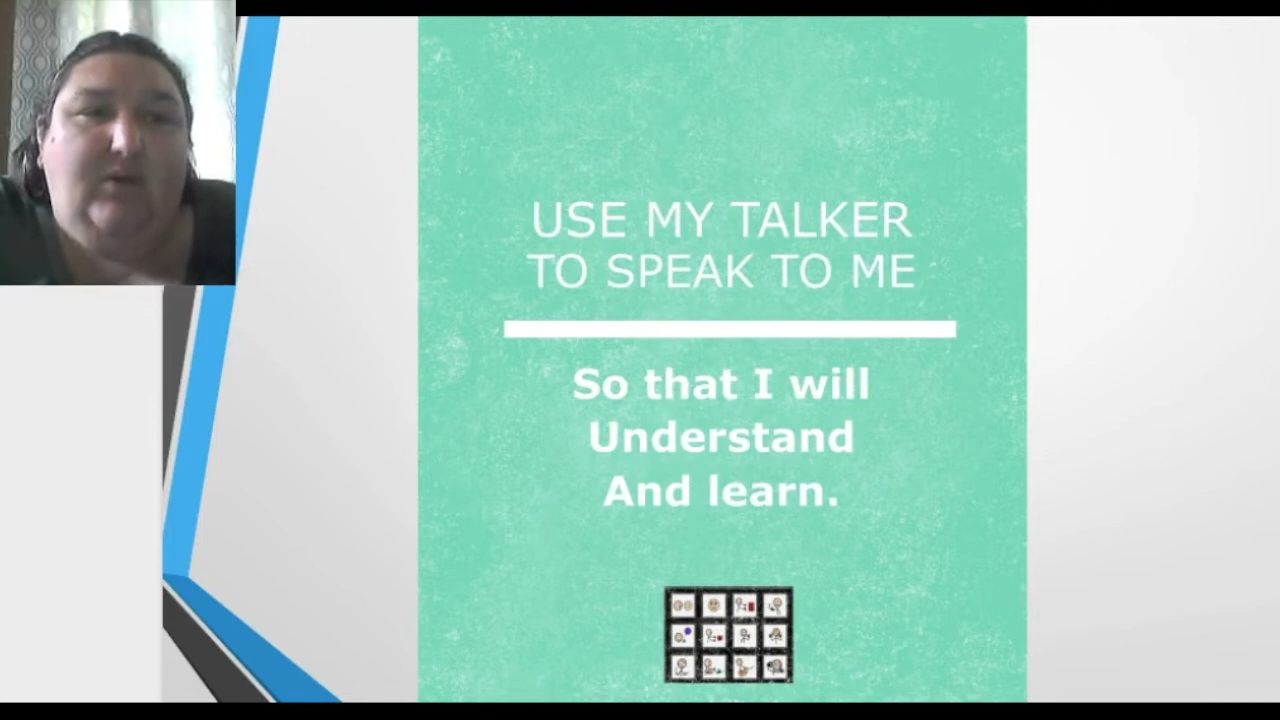 USE MY TALKER
TO SPEAK TO ME
So that I will
Understand
And learn.